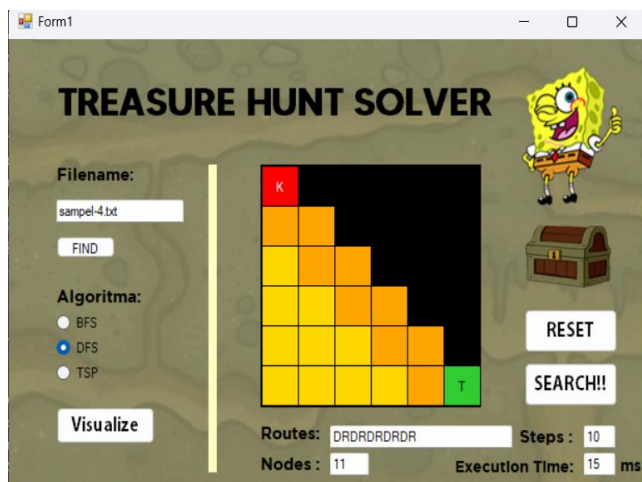 Form1
TREASURE HUNT SOLVER
Filename:
sampel-4.txt
FIND
Algoritma:
BFS
DFS
TSP
Visualize
K
T
RESET
SEARCH!!
Routes: DRDRDRDRDR Steps : 10
Nodes : 11 Execution Time: 15 ms